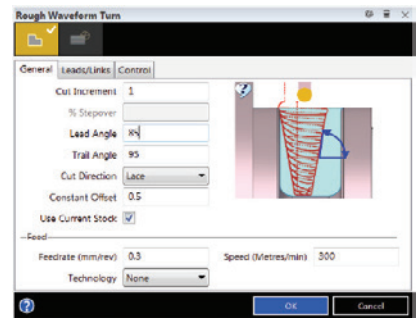 Rough Waveform Turn
General Leads/Links Control
Cut Increment 1
% Stepover
Lead Angle 85
Trail Angle 95
Cut Direction Lace
Constant Offset 0.5
Use Current Stock
Feed
Feedrate (mm/rev) 0.3 Speed (Metres/min) 300
Technology None
OK Cancel